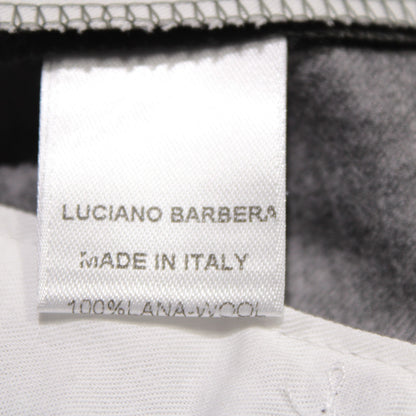 LUCIANO BARBERA
MADE IN ITALY
100%LANA-WOOL